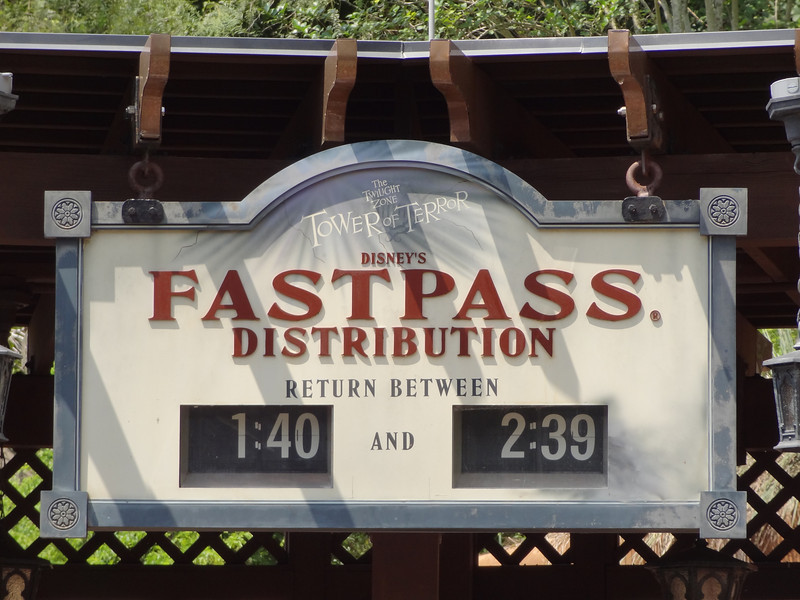 The
TWILIGHT
ZONE
TOWER OF TERROR
DISNEY'S
FASTPASS®
DISTRIBUTION
RETURN BETWEEN
1:40 AND 2:39